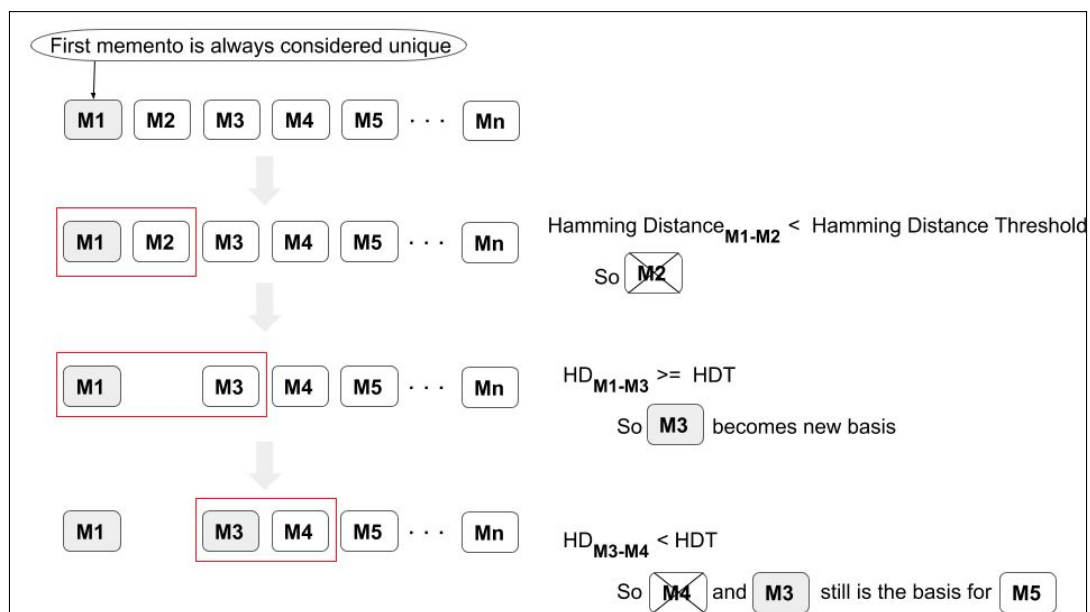 First memento is always considered unique
M1 M2 M3 M4 M5 . . . Mn
M1 M2 M3 M4 M5 . . . Mn
Hamming Distance M1-M2 < Hamming Distance Threshold
So M2
M1 M3 M4 M5 . . . Mn
HD M1-M3 >= HDT
So M3 becomes new basis
M1 M3 M4 M5 . . . Mn
HD M3-M4 < HDT
So M4 and M3 still is the basis for M5